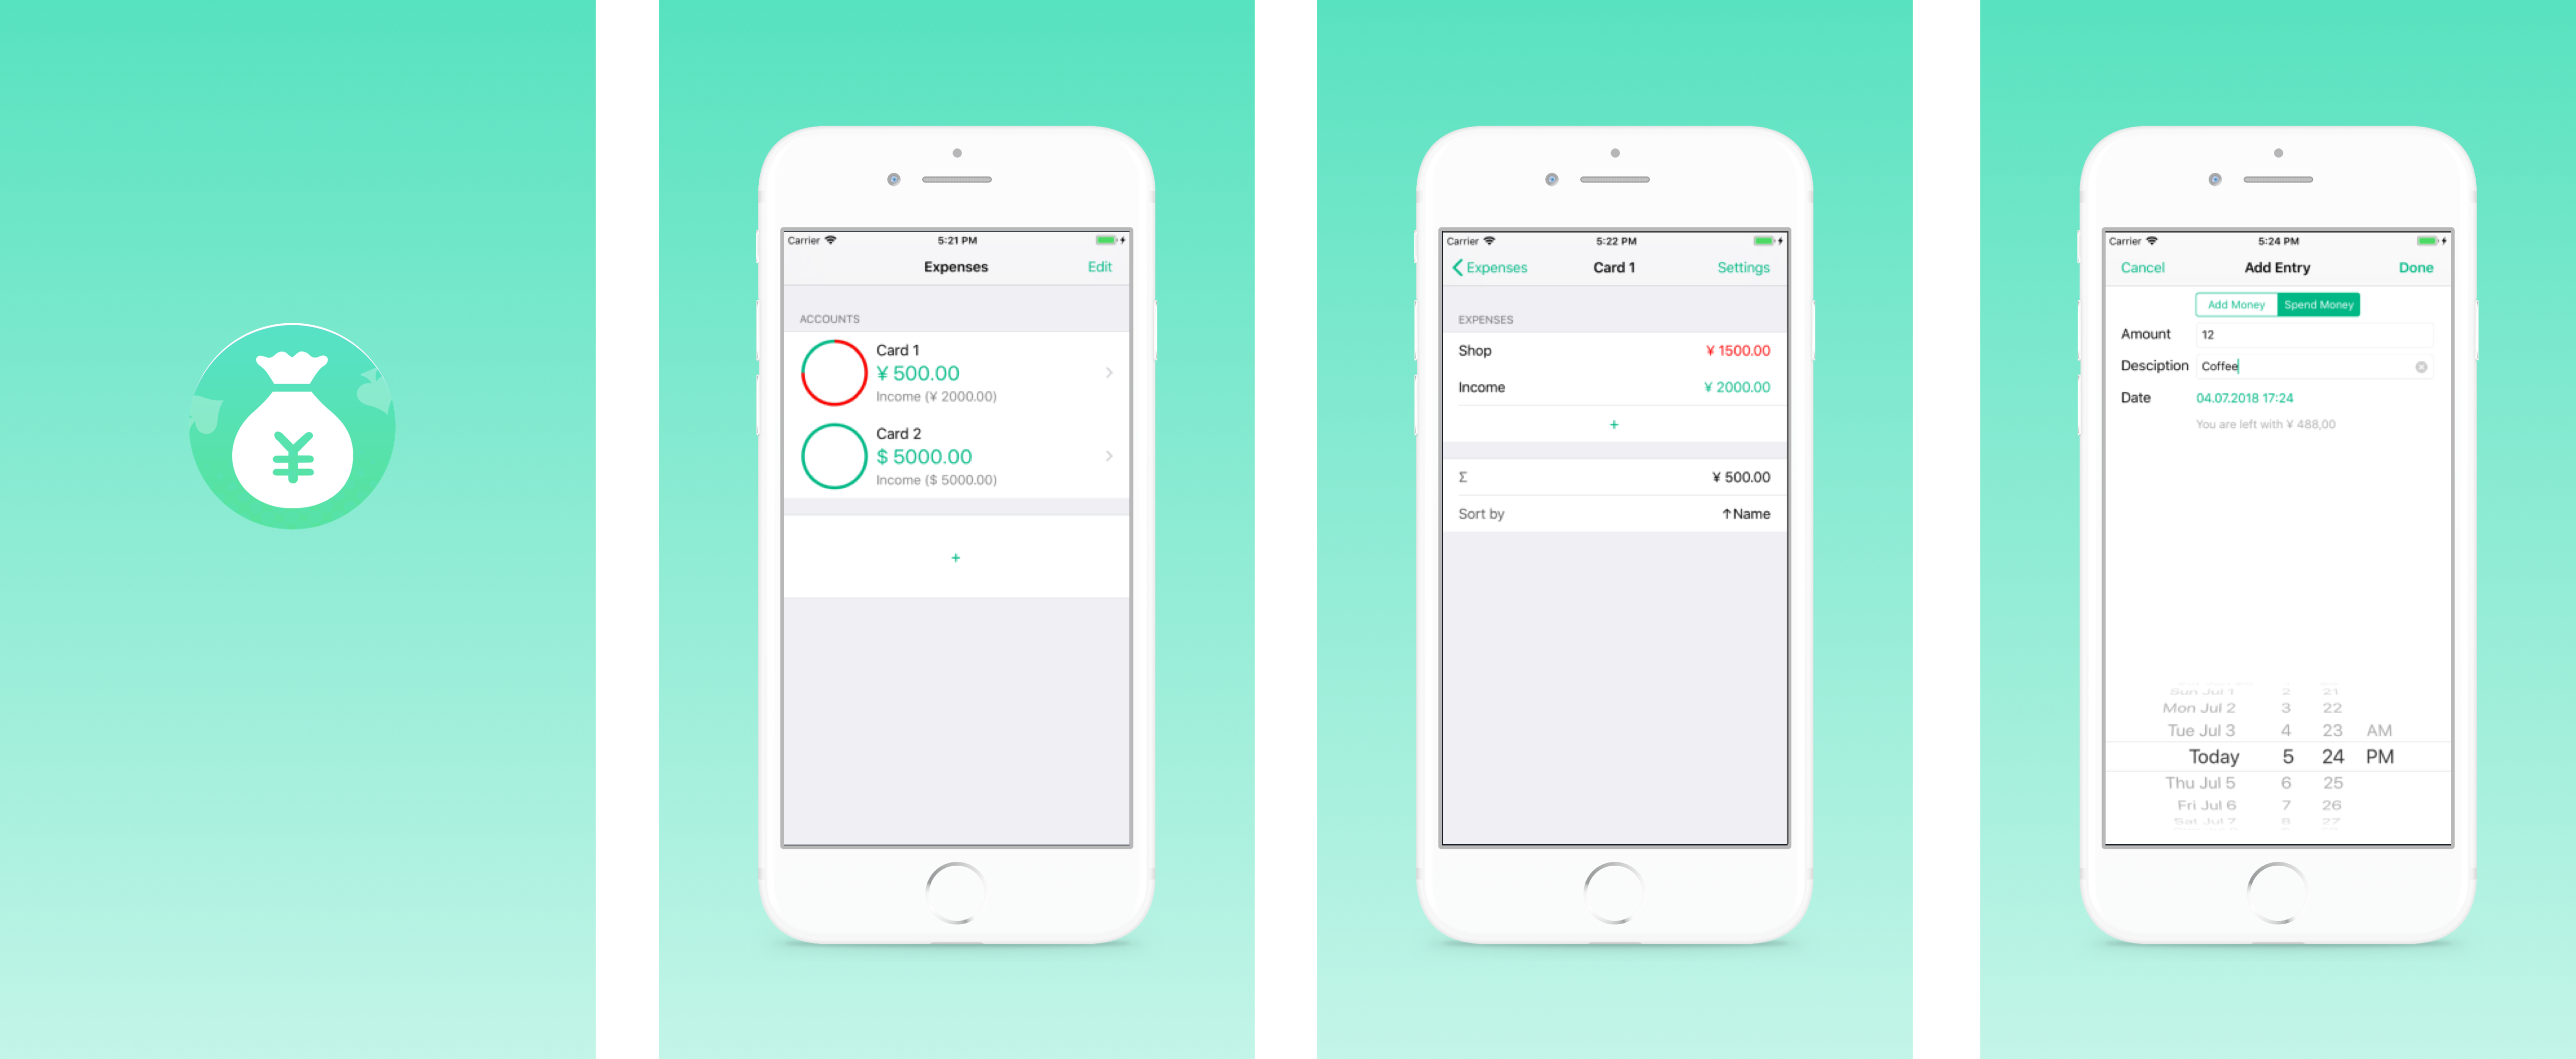 ¥
Carrier 5:21 PM
Expenses Edit
ACCOUNTS
Card 1
¥ 500.00
Income (¥ 2000.00)
Card 2
$ 5000.00
Income ($ 5000.00)
+
Carrier 5:22 PM
Expenses Card 1 Settings
EXPENSES
Shop ¥ 1500.00
Income ¥ 2000.00
+
Σ ¥ 500.00
Sort by ↑Name
Carrier 5:24 PM
Cancel Add Entry Done
Add Money Spend Money
Amount 12
Desciption Coffee
Date 04.07.2018 17:24
You are left with ¥ 488,00
Sun Jul 1 2 21
Mon Jul 2 3 22
Tue Jul 3 4 23 AM
Today 5 24 PM
Thu Jul 5 6 25
Fri Jul 6 7 26
Sat Jul 7 8 27